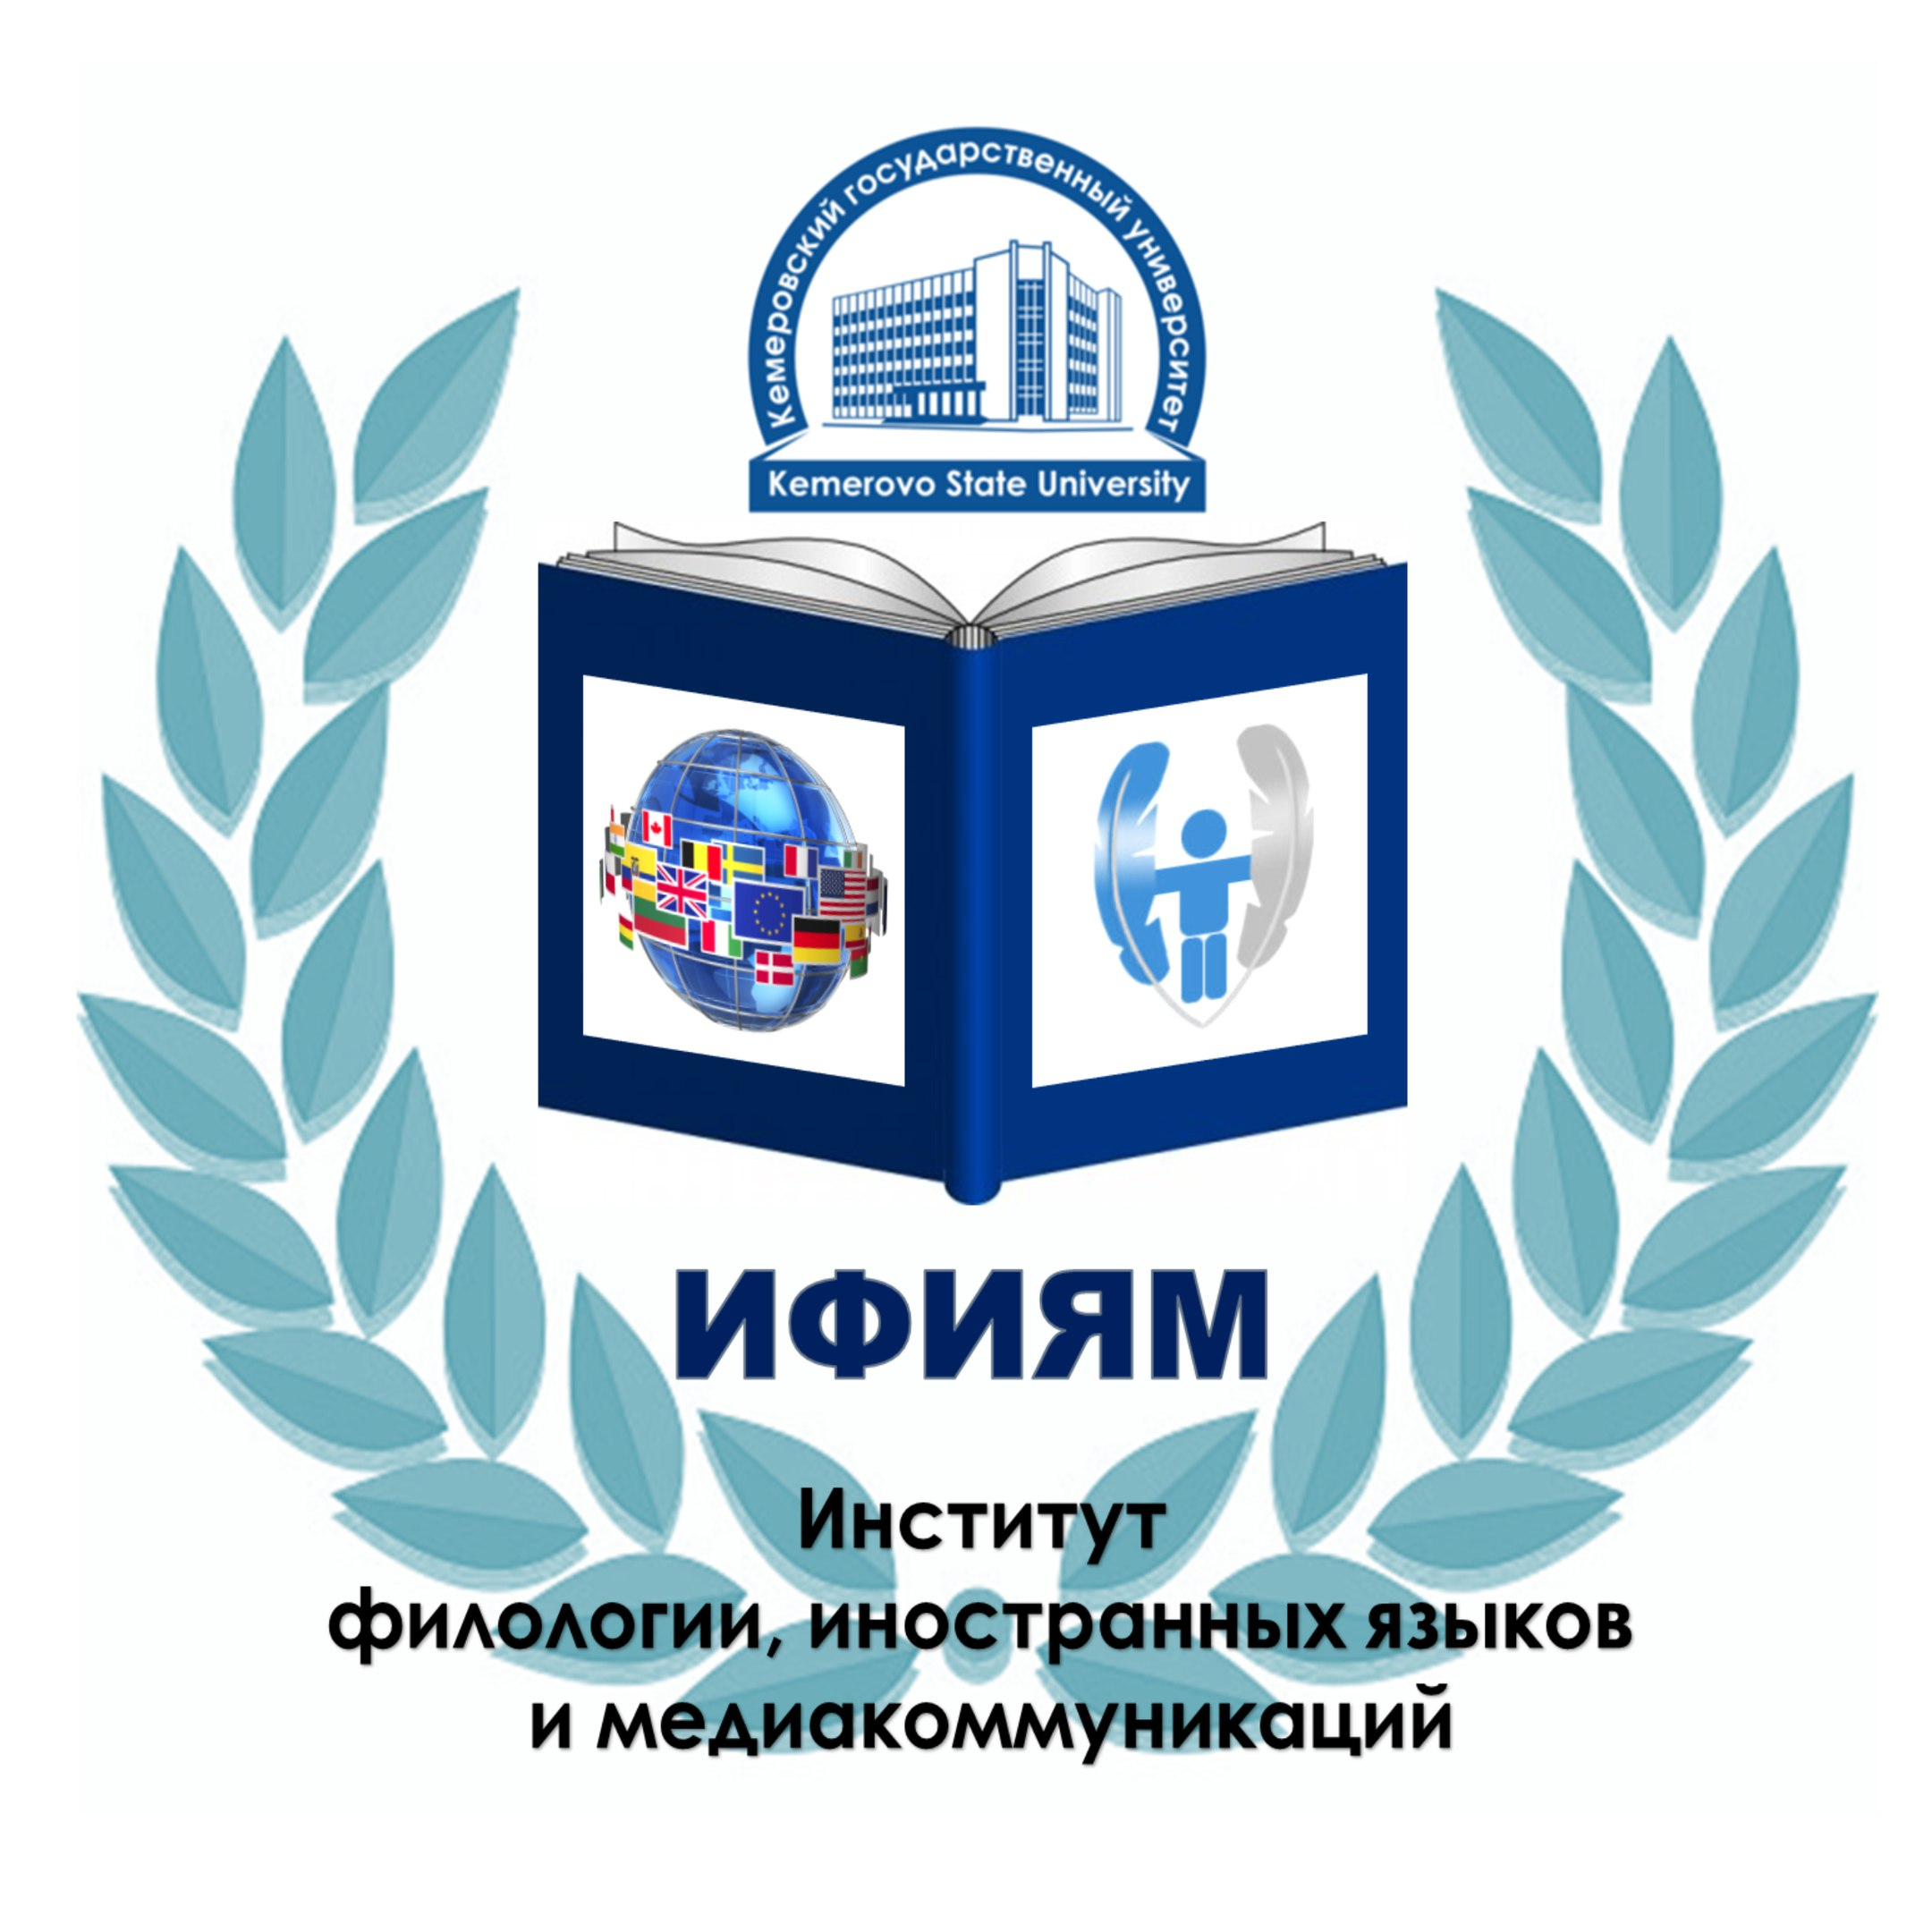 Кемеровский государственный университет
Kemerovo State University
ИФИЯМ
Институт
филологии, иностранных языков
и медиакоммуникаций